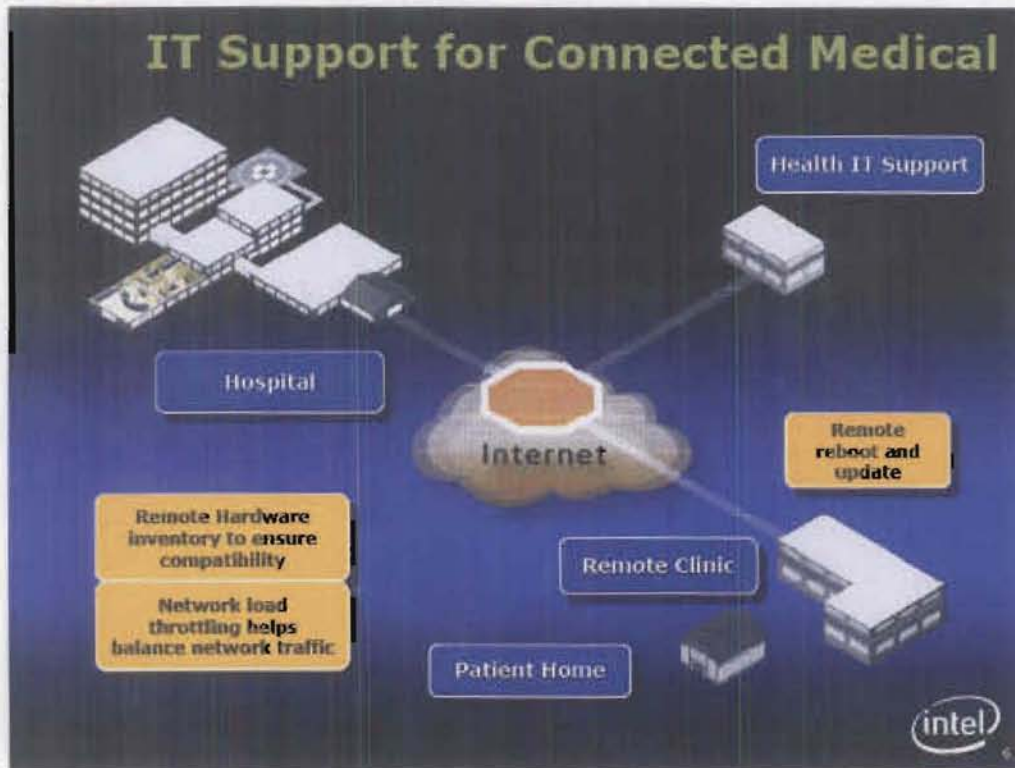 IT Support for Connected Medical
Health IT Support
Hospital
Internet
Remote
reboot and
update
Remote Hardware
inventory to ensure
compatibility
Remote Clinic
Network load
throttling helps
balance network traffic
Patient Home
intel
6